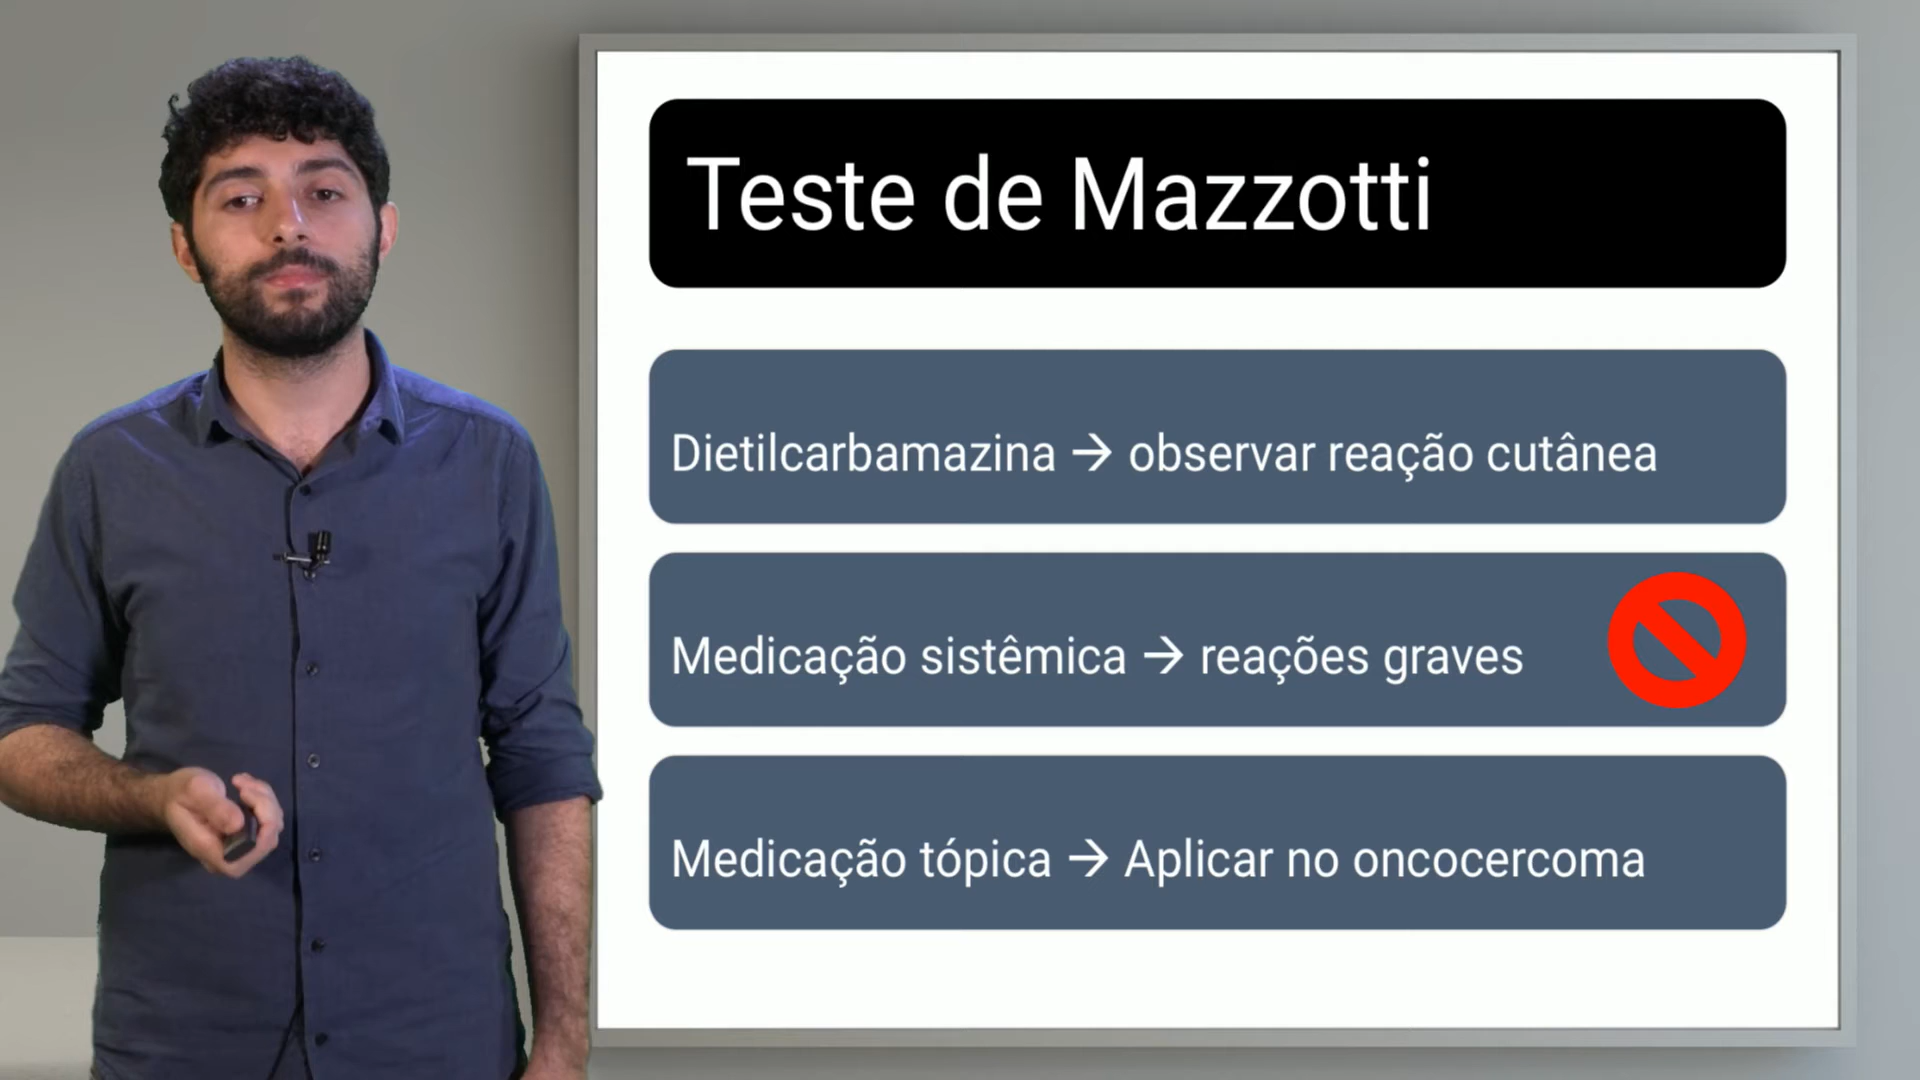 Teste de Mazzotti
Dietilcarbamazina → observar reação cutânea
Medicação sistêmica → reações graves
Medicação tópica → Aplicar no oncocercoma